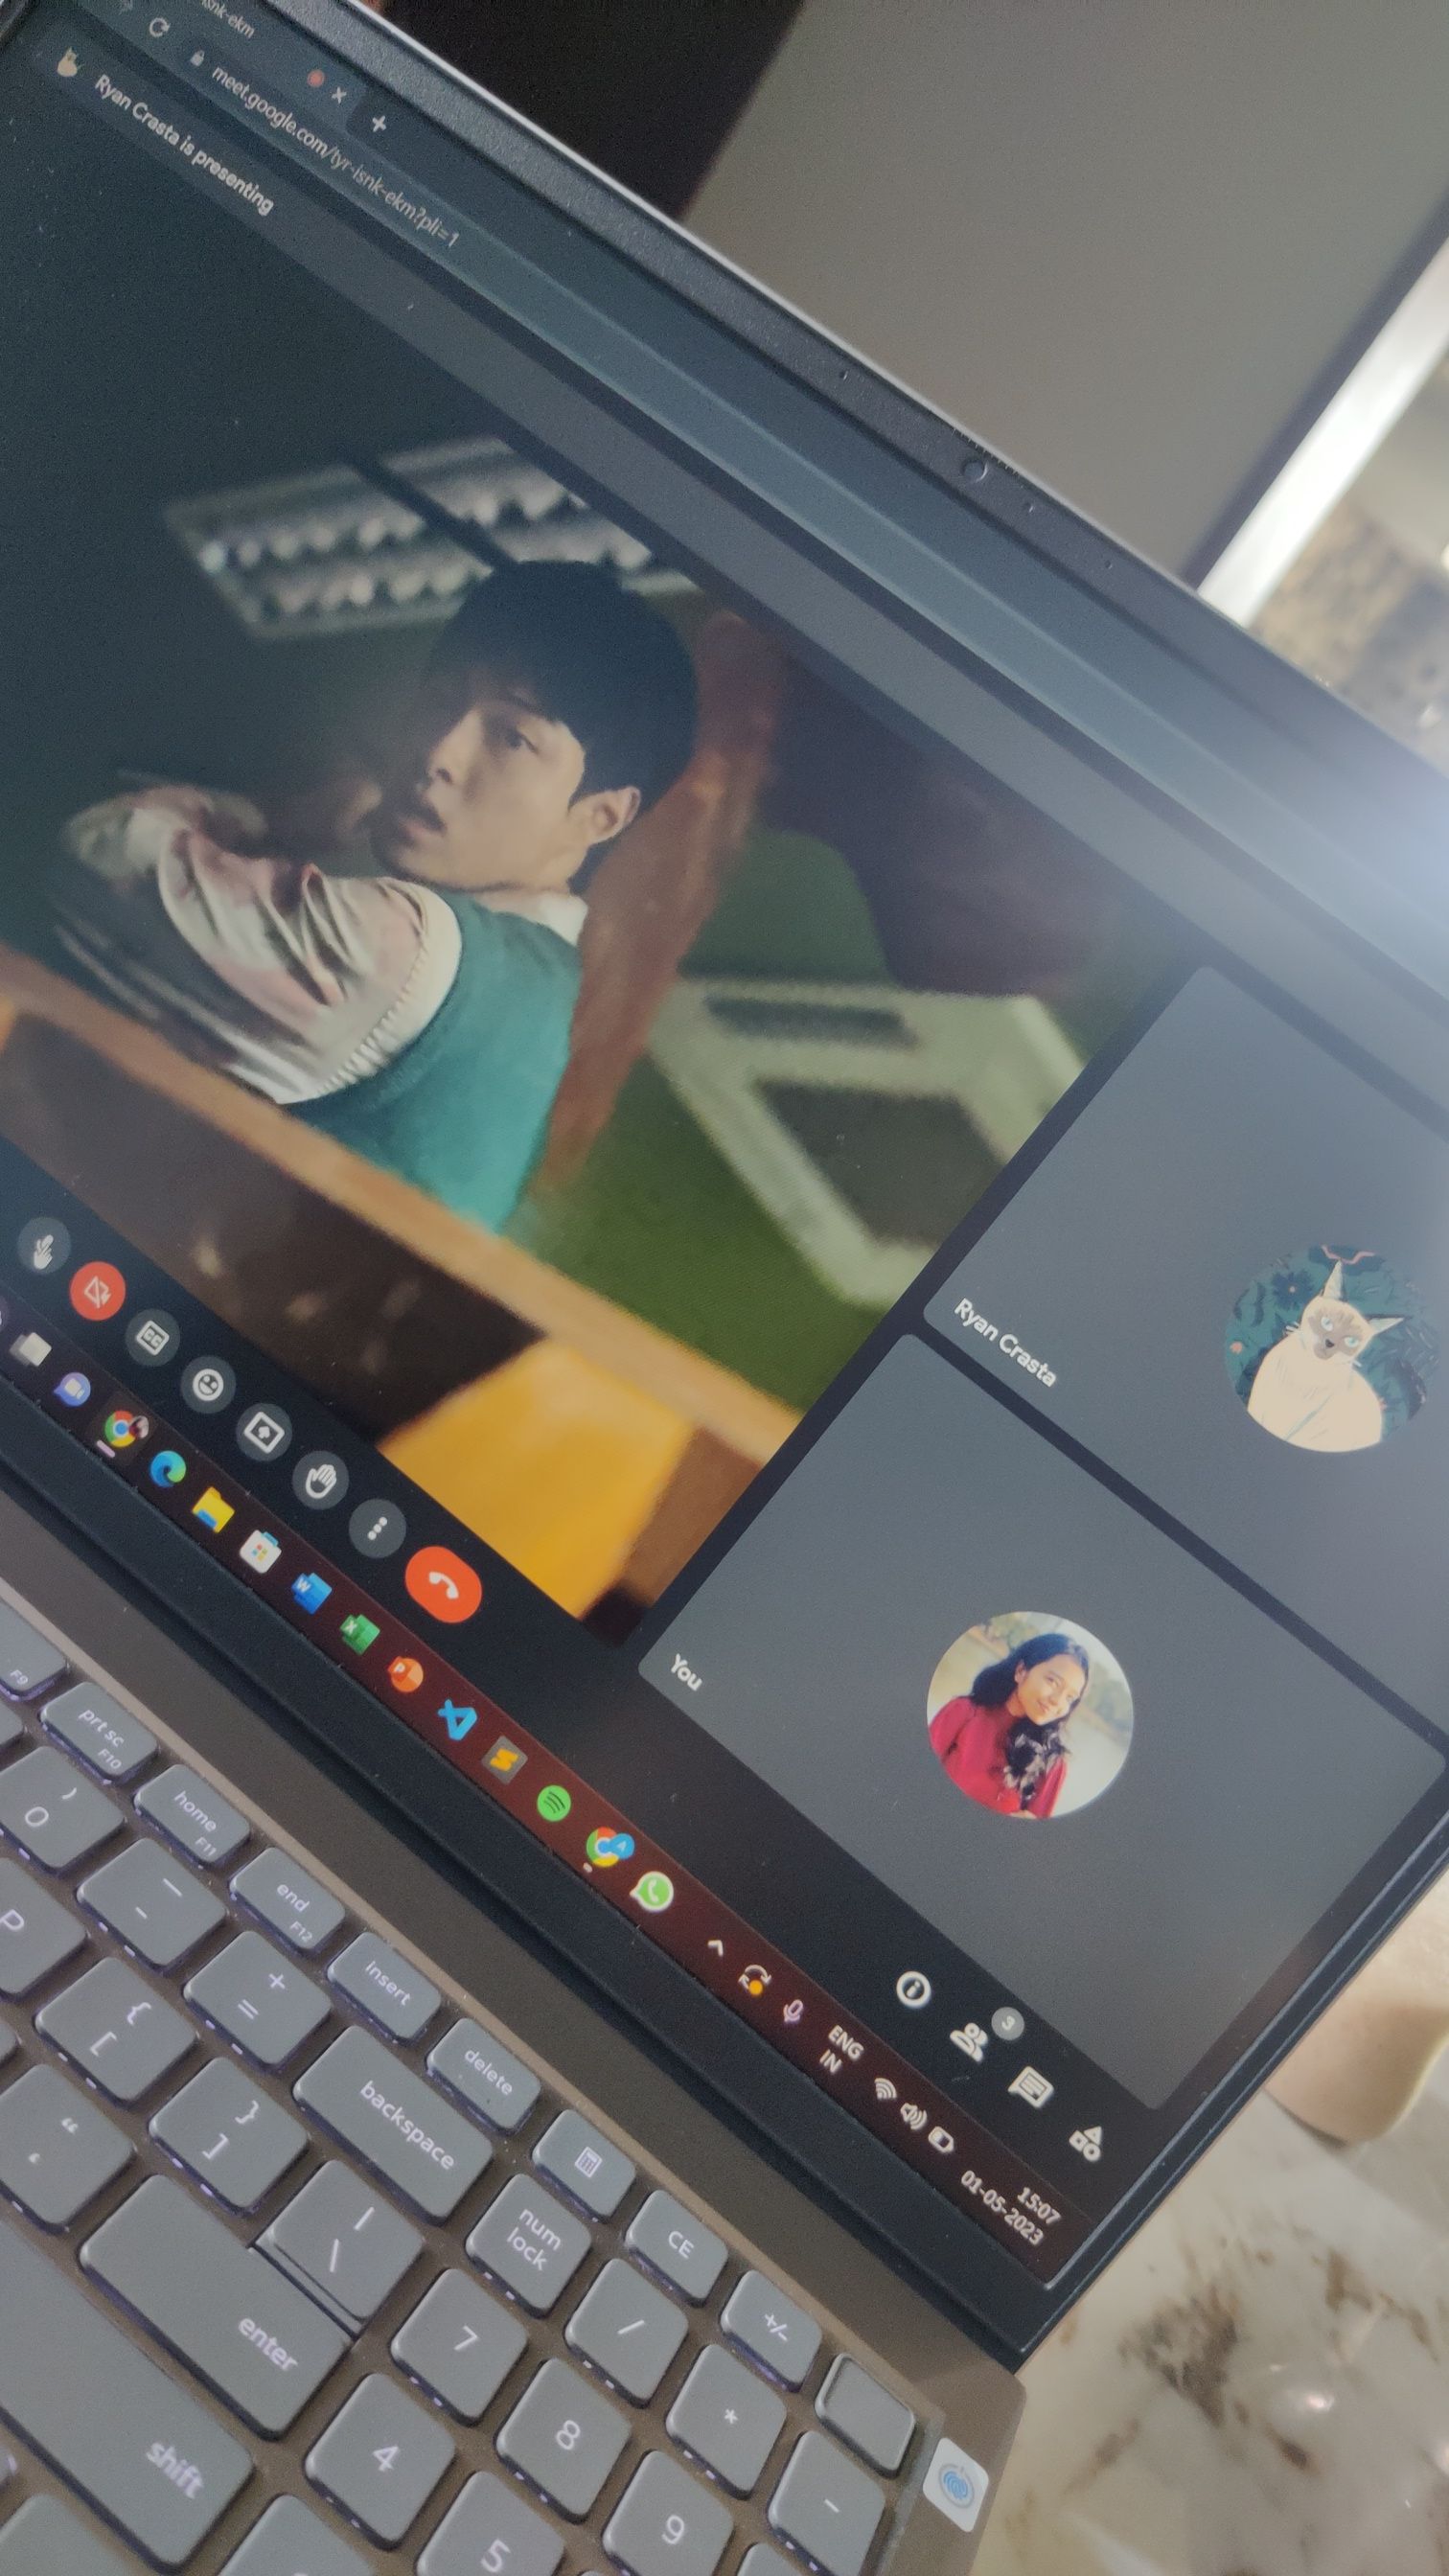 isnk-ekm
meet.google.com/tyr-isnk-ekm?pli=1
Ryan Crasta is presenting
Ryan Crasta
You
3
ENG
IN
15:07
01-05-2023
F9
prt sc
F10
home
F11
end
F12
insert
delete
)
0
_
-
+
=
backspace
CE
+/-
P
{
[
}
]
|
\
num
lock
/
*
-
"
'
enter
7
8
9
shift
4
5